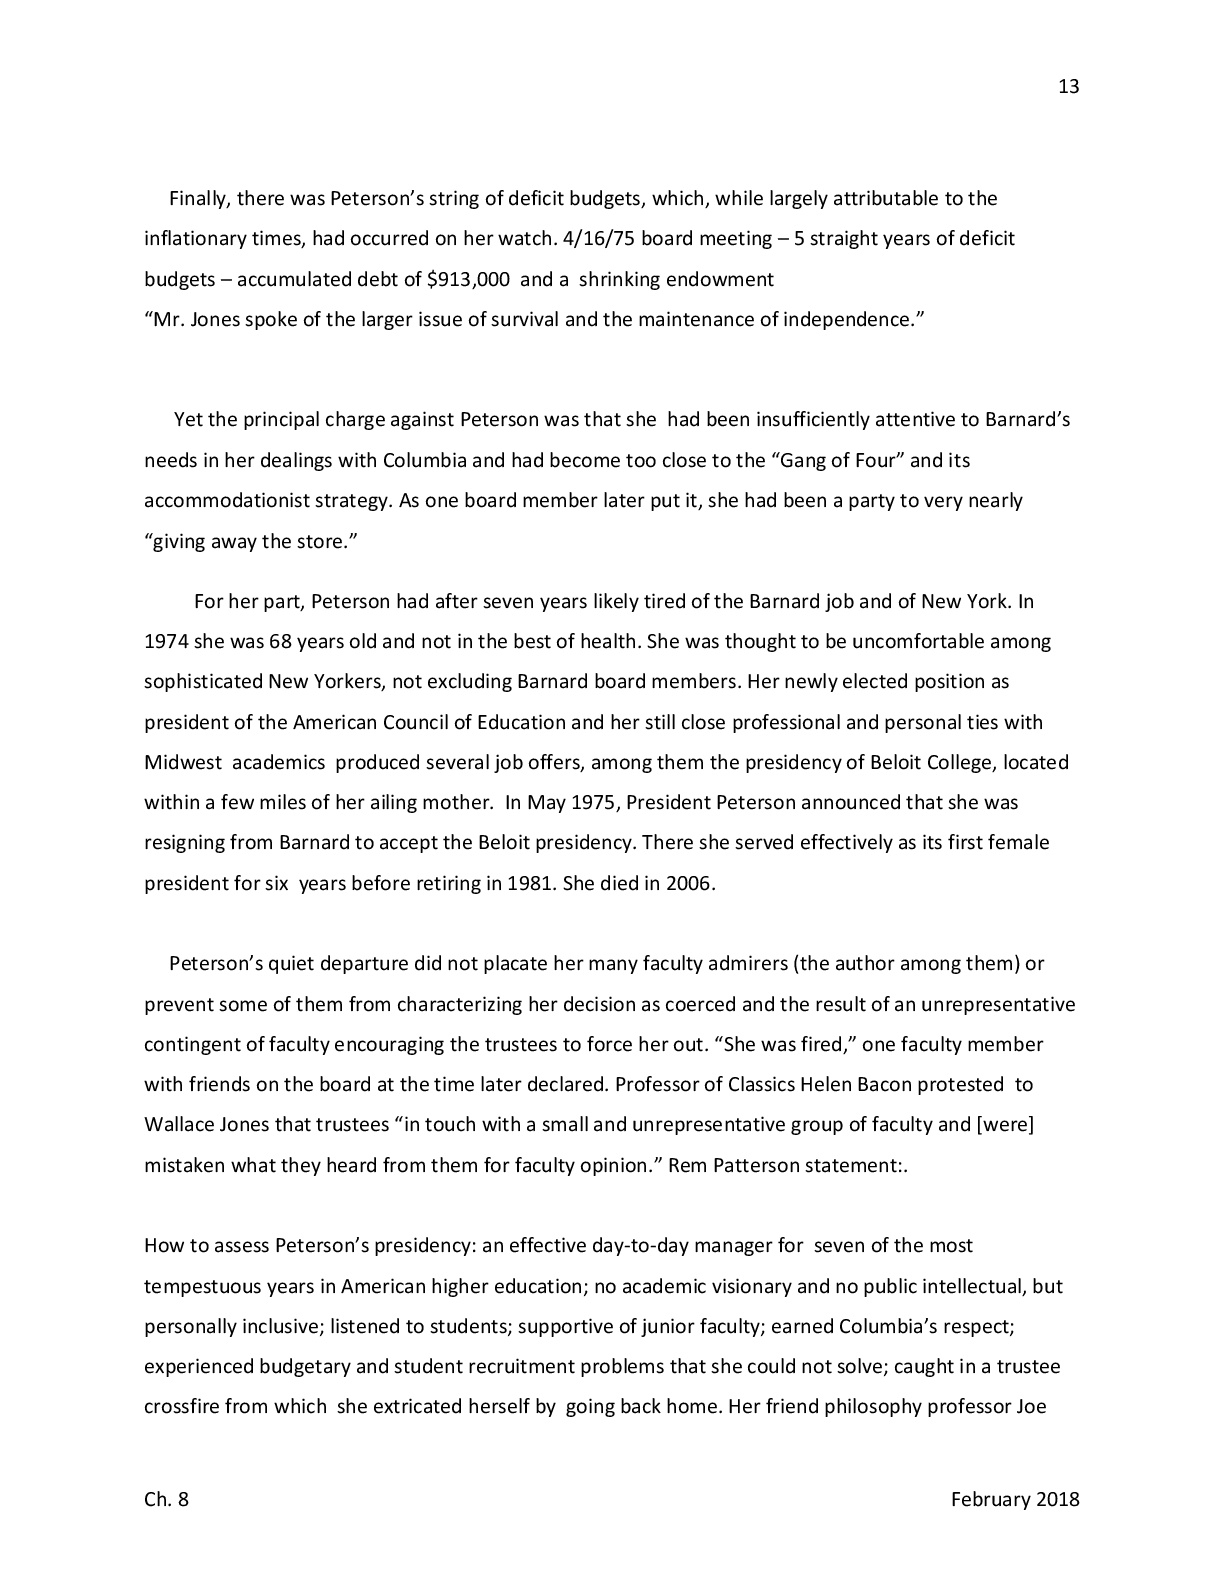 13
Finally, there was Peterson’s string of deficit budgets, which, while largely attributable to the
inflationary times, had occurred on her watch. 4/16/75 board meeting – 5 straight years of deficit
budgets – accumulated debt of $913,000  and a  shrinking endowment
“Mr. Jones spoke of the larger issue of survival and the maintenance of independence.”
Yet the principal charge against Peterson was that she  had been insufficiently attentive to Barnard’s
needs in her dealings with Columbia and had become too close to the “Gang of Four” and its
accommodationist strategy. As one board member later put it, she had been a party to very nearly
“giving away the store.”
For her part, Peterson had after seven years likely tired of the Barnard job and of New York. In
1974 she was 68 years old and not in the best of health. She was thought to be uncomfortable among
sophisticated New Yorkers, not excluding Barnard board members. Her newly elected position as
president of the American Council of Education and her still close professional and personal ties with
Midwest  academics  produced several job offers, among them the presidency of Beloit College, located
within a few miles of her ailing mother.  In May 1975, President Peterson announced that she was
resigning from Barnard to accept the Beloit presidency. There she served effectively as its first female
president for six  years before retiring in 1981. She died in 2006.
Peterson’s quiet departure did not placate her many faculty admirers (the author among them) or
prevent some of them from characterizing her decision as coerced and the result of an unrepresentative
contingent of faculty encouraging the trustees to force her out. “She was fired,” one faculty member
with friends on the board at the time later declared. Professor of Classics Helen Bacon protested  to
Wallace Jones that trustees “in touch with a small and unrepresentative group of faculty and [were]
mistaken what they heard from them for faculty opinion.” Rem Patterson statement:.
How to assess Peterson’s presidency: an effective day-to-day manager for  seven of the most
tempestuous years in American higher education; no academic visionary and no public intellectual, but
personally inclusive; listened to students; supportive of junior faculty; earned Columbia’s respect;
experienced budgetary and student recruitment problems that she could not solve; caught in a trustee
crossfire from which  she extricated herself by  going back home. Her friend philosophy professor Joe
Ch. 8 February 2018